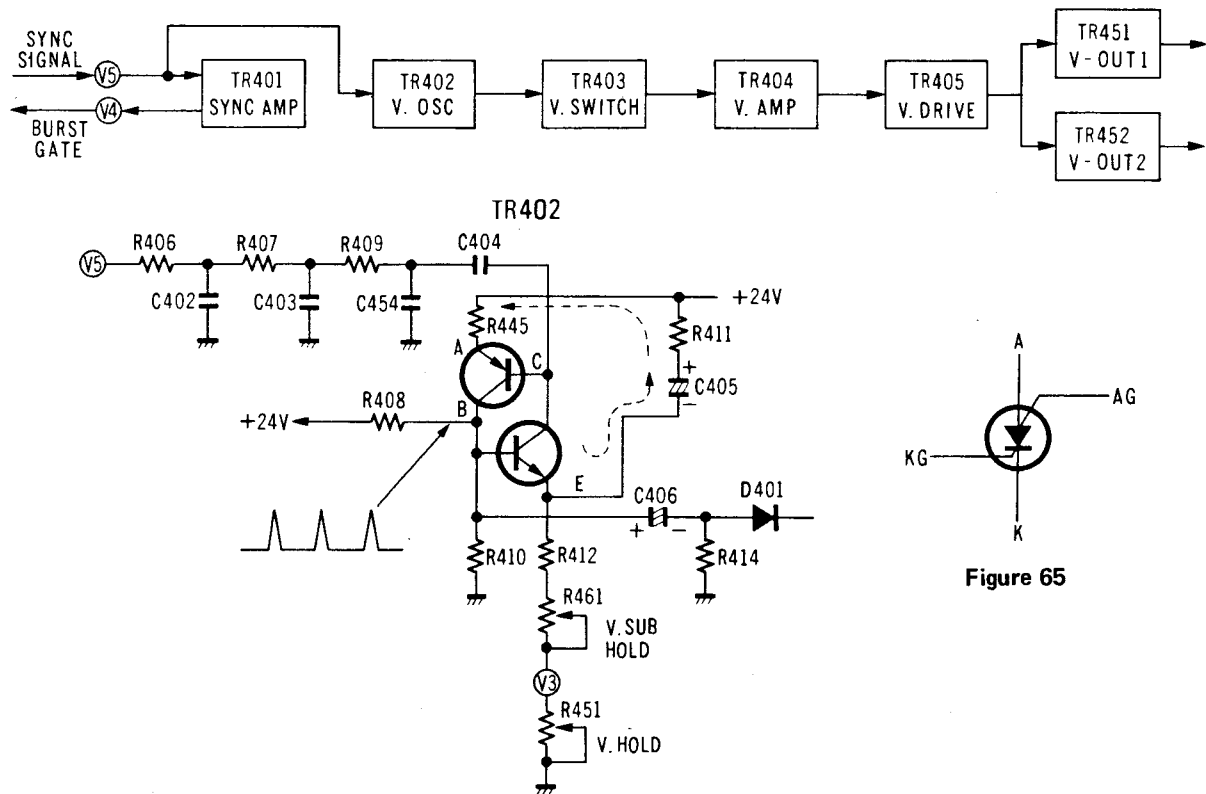 SYNC
SIGNAL
V5
V4
BURST
GATE
TR401
SYNC AMP
TR402
V. OSC
TR403
V. SWITCH
TR404
V. AMP
TR405
V. DRIVE
TR451
V-OUT1
TR452
V-OUT2
TR402
V5
R406
R407
R409
C404
C402
C403
C454
+24V
R445
R411
A
C
+
C405
-
R408
+24V
B
E
C406
D401
+
-
R410
R412
R414
R461
V. SUB
HOLD
V3
R451
V. HOLD
A
AG
KG
K
Figure 65